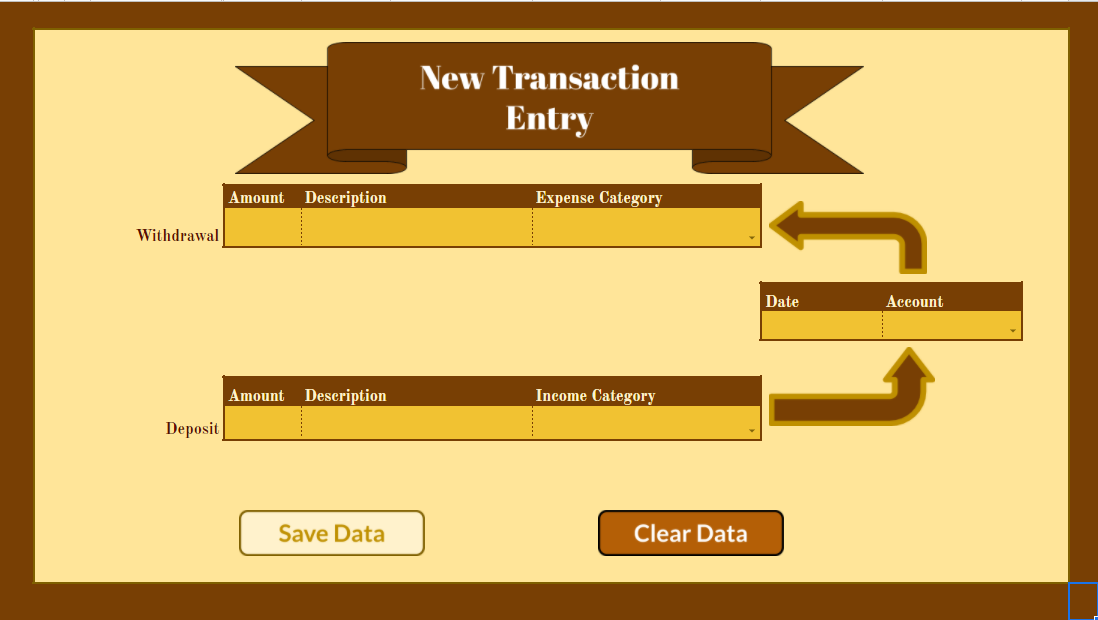 New Transaction
Entry
Amount Description Expense Category
Withdrawal
Date Account
Amount Description Income Category
Deposit
Save Data Clear Data